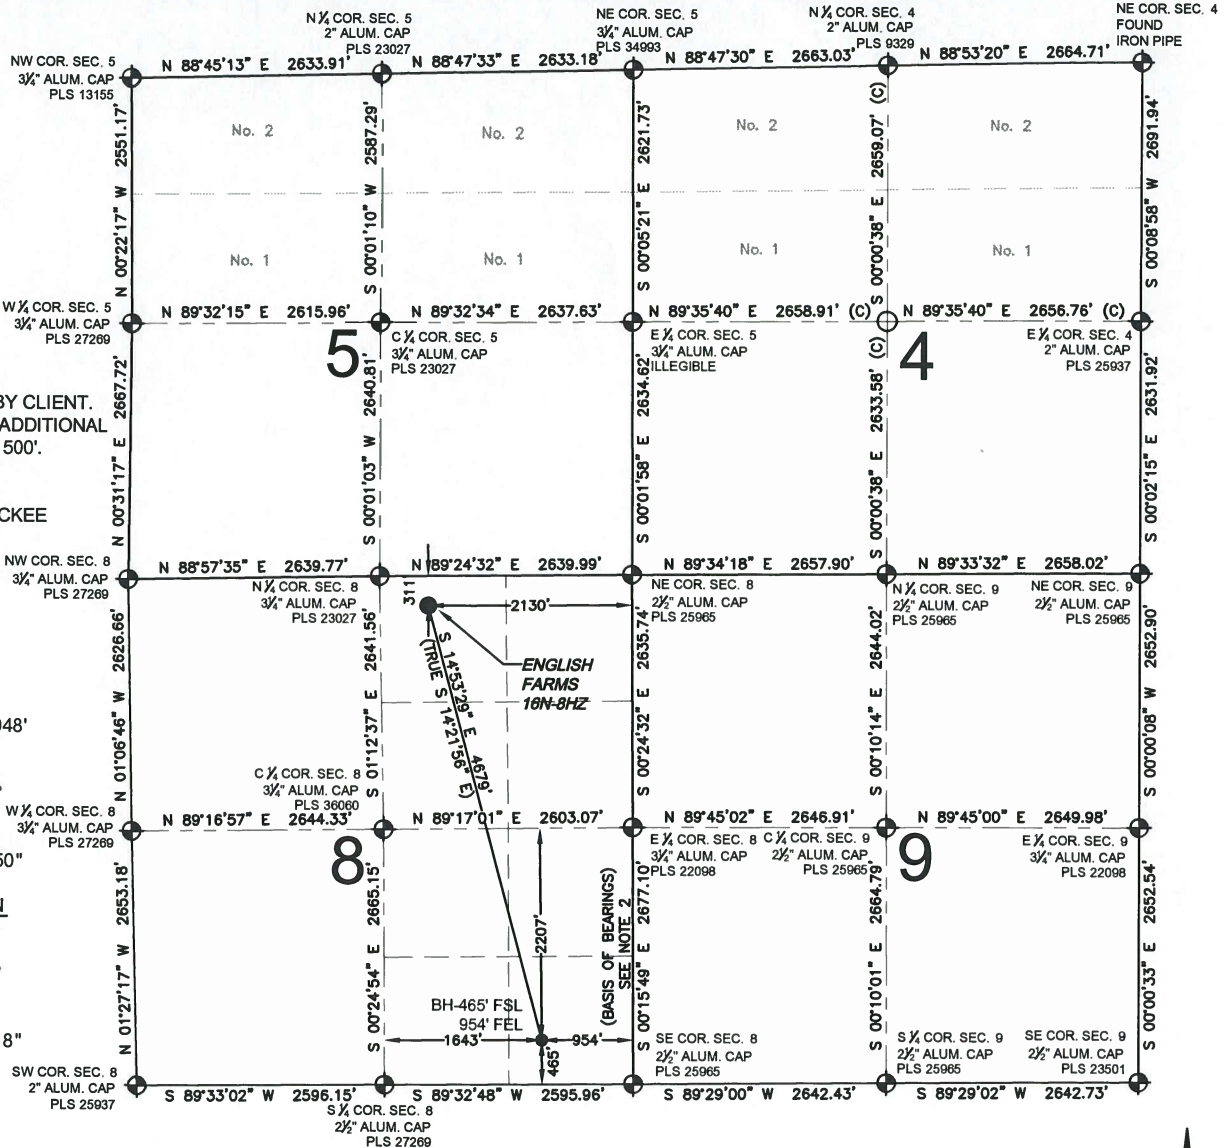 NE COR. SEC. 4
FOUND
IRON PIPE
N ¼ COR. SEC. 5
2" ALUM. CAP
PLS 23027
NE COR. SEC. 5
3¼" ALUM. CAP
PLS 34993
N ¼ COR. SEC. 4
2" ALUM. CAP
PLS 9329
NW COR. SEC. 5
3¼" ALUM. CAP
PLS 13155
N 88°45'13" E 2633.91'
N 88°47'33" E 2633.18'
N 88°47'30" E 2663.03'
N 88°53'20" E 2664.71'
N 00°22'17" W 2551.17'
S 00°01'10" W 2587.29'
S 00°05'21" E 2621.73'
S 00°00'38" E 2659.07' (C)
S 00°08'58" W 2691.94'
No. 2
No. 2
No. 2
No. 2
No. 1
No. 1
No. 1
No. 1
W ¼ COR. SEC. 5
3¼" ALUM. CAP
PLS 27269
N 89°32'15" E 2615.96'
N 89°32'34" E 2637.63'
N 89°35'40" E 2658.91' (C)
N 89°35'40" E 2656.76' (C)
5
C ¼ COR. SEC. 5
3¼" ALUM. CAP
PLS 23027
E ¼ COR. SEC. 5
3¼" ALUM. CAP
ILLEGIBLE
4
E ¼ COR. SEC. 4
2" ALUM. CAP
PLS 25937
BY CLIENT.
ADDITIONAL
500'.
CKEE
N 00°31'17" E 2667.72'
S 00°01'03" W 2640.81'
S 00°01'58" E 2634.62'
S 00°00'38" E 2633.58' (C)
S 00°02'15" E 2631.92'
NW COR. SEC. 8
3¼" ALUM. CAP
PLS 27269
N 88°57'35" E 2639.77'
N 89°24'32" E 2639.99'
N 89°34'18" E 2657.90'
N 89°33'32" E 2658.02'
N ¼ COR. SEC. 8
3¼" ALUM. CAP
PLS 23027
NE COR. SEC. 8
2½" ALUM. CAP
PLS 25965
N ¼ COR. SEC. 9
2½" ALUM. CAP
PLS 25965
NE COR. SEC. 9
2½" ALUM. CAP
PLS 25965
311
2130'
ENGLISH
FARMS
16N-8HZ
S 14°53'29" E 4679'
(TRUE S 14°21'56" E)
N 01°06'46" W 2626.66'
S 01°12'37" E 2641.56'
S 00°24'32" E 2635.74'
S 00°10'14" E 2644.02'
S 00°00'08" W 2652.90'
948'
C ¼ COR. SEC. 8
3¼" ALUM. CAP
PLS 36060
W ¼ COR. SEC. 8
3¼" ALUM. CAP
PLS 27269
N 89°16'57" E 2644.33'
N 89°17'01" E 2603.07'
N 89°45'02" E 2646.91'
N 89°45'00" E 2649.98'
50"
N
8"
8
E ¼ COR. SEC. 8
3¼" ALUM. CAP
PLS 22098
C ¼ COR. SEC. 9
2½" ALUM. CAP
PLS 25965
9
E ¼ COR. SEC. 9
3¼" ALUM. CAP
PLS 22098
N 01°27'17" W 2653.18'
S 00°24'54" E 2665.15'
2207'
(BASIS OF BEARINGS)
SEE NOTE 2
S 00°15'49" E 2677.10'
S 00°10'01" E 2664.79'
S 00°00'33" E 2652.54'
BH-465' FSL
954' FEL
1643'
954'
465'
SW COR. SEC. 8
2" ALUM. CAP
PLS 25937
SE COR. SEC. 8
2½" ALUM. CAP
PLS 25965
S ¼ COR. SEC. 9
2½" ALUM. CAP
PLS 25965
SE COR. SEC. 9
2½" ALUM. CAP
PLS 23501
S 89°33'02" W 2596.15'
S 89°32'48" W 2595.96'
S 89°29'00" W 2642.43'
S 89°29'02" W 2642.73'
S ¼ COR. SEC. 8
2½" ALUM. CAP
PLS 27269